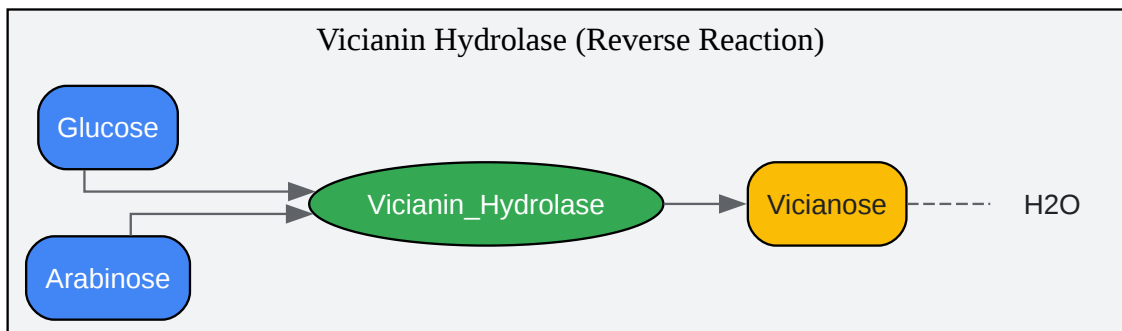 Vicianin Hydrolase (Reverse Reaction)
Glucose
Arabinose
Vicianin_Hydrolase
Vicianose
H2O